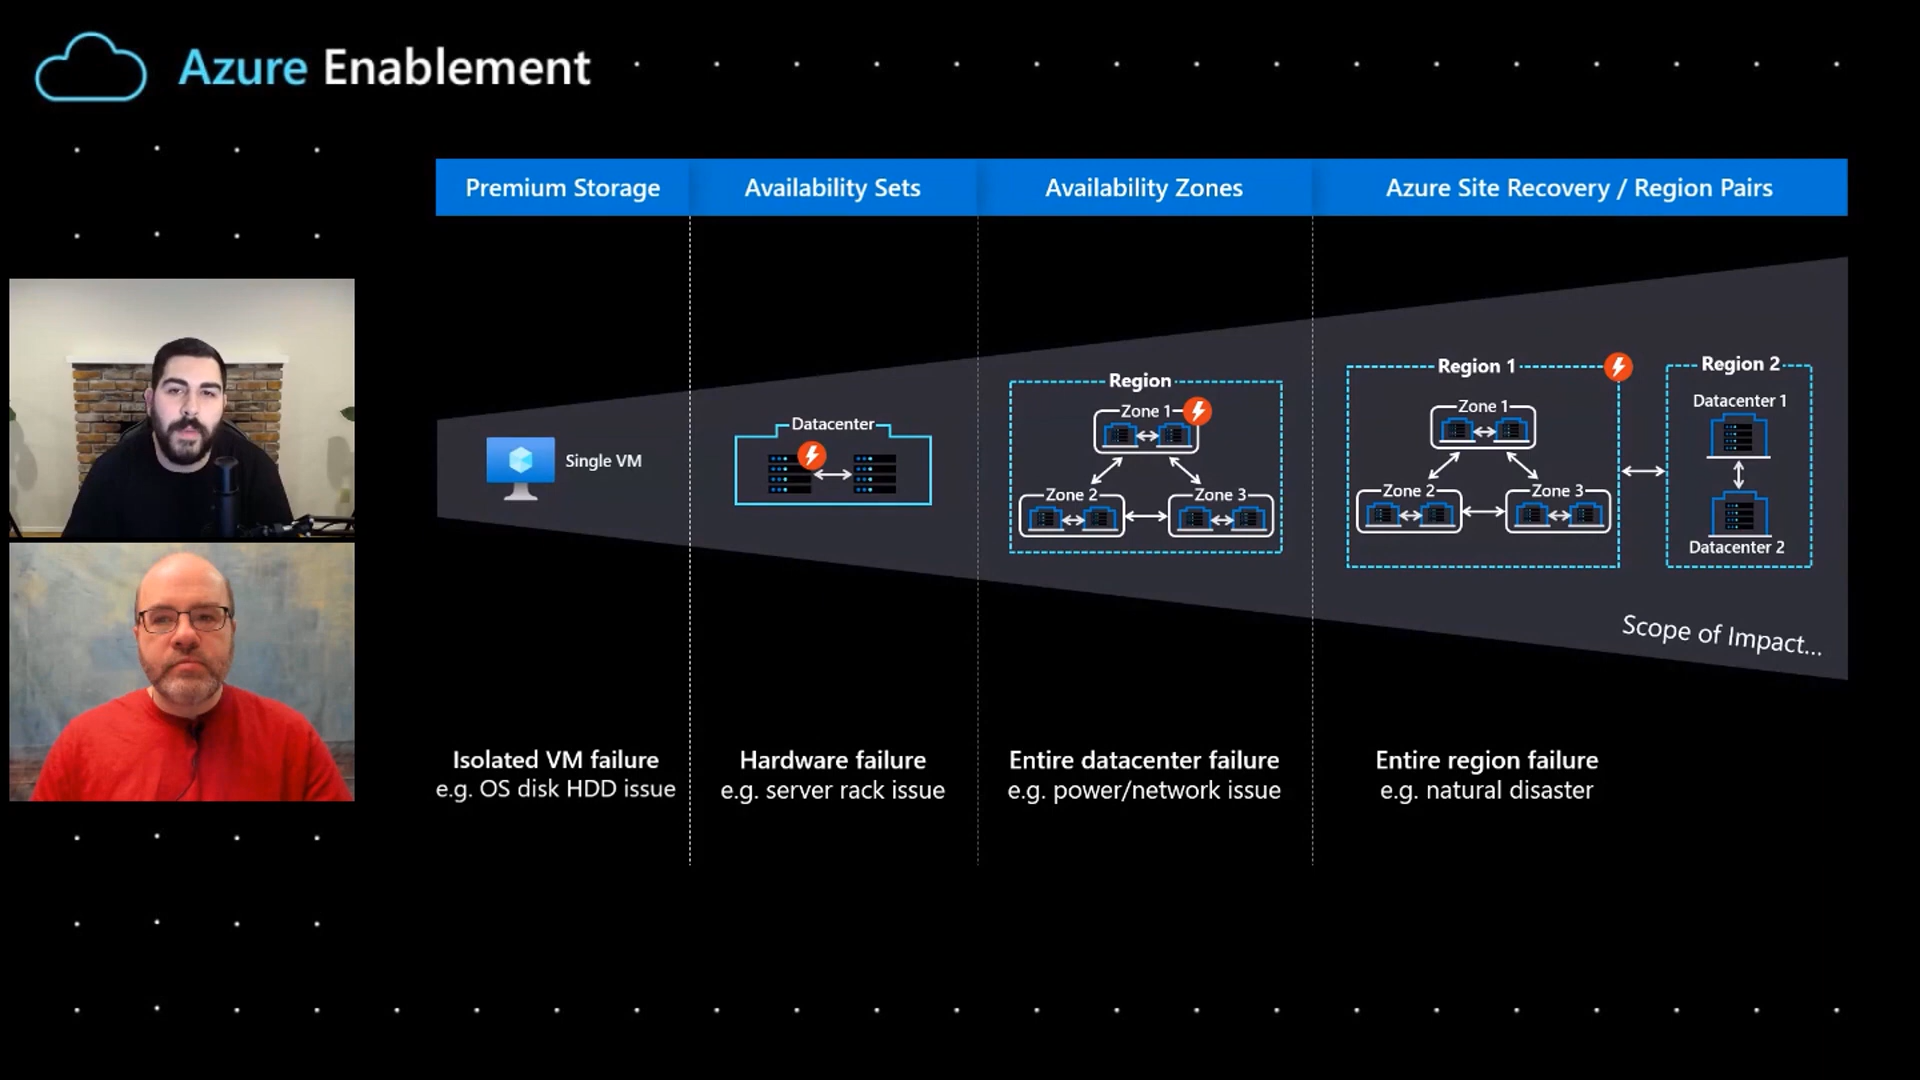 Azure Enablement
Premium Storage
Availability Sets
Availability Zones
Azure Site Recovery / Region Pairs
Single VM
Datacenter
Region
Zone 1
Zone 2
Zone 3
Region 1
Zone 1
Zone 2
Zone 3
Region 2
Datacenter 1
Datacenter 2
Scope of Impact...
Isolated VM failure
e.g. OS disk HDD issue
Hardware failure
e.g. server rack issue
Entire datacenter failure
e.g. power/network issue
Entire region failure
e.g. natural disaster